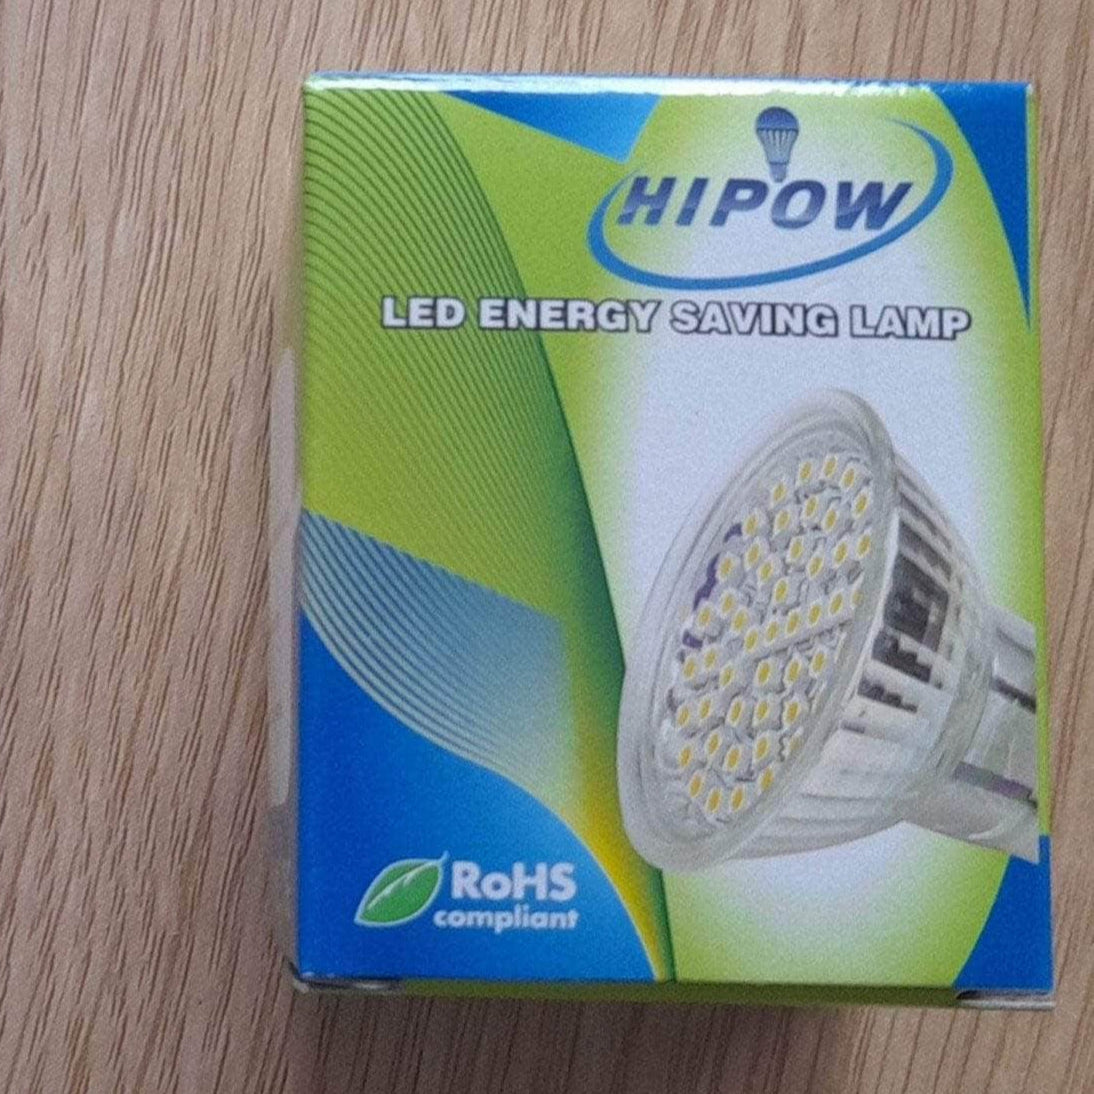 HIPOW
LED ENERGY SAVING LAMP
RoHS
compliant